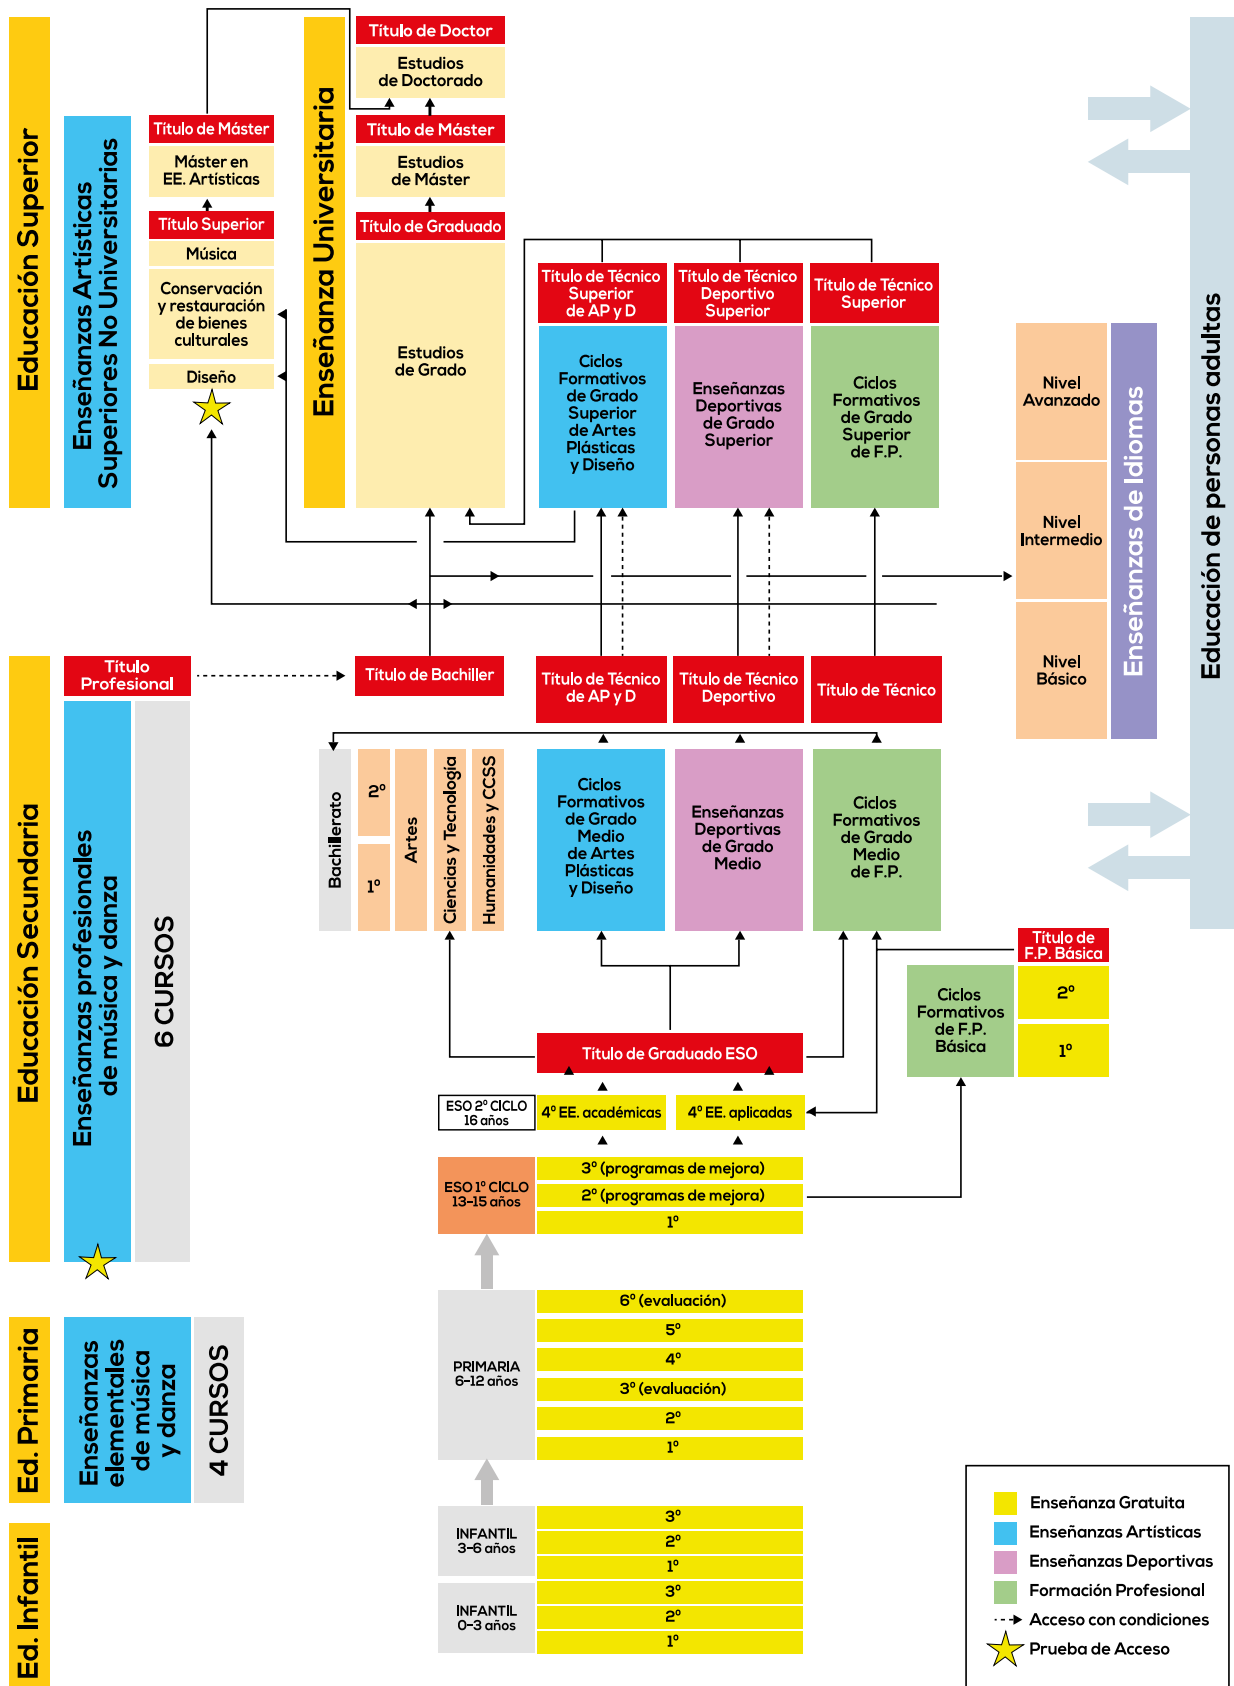 Educación Superior
Enseñanzas Artísticas
Superiores No Universitarias
Título de Máster
Máster en
EE. Artísticas
Título Superior
Música
Conservación
y restauración
de bienes
culturales
Diseño
Enseñanza Universitaria
Título de Doctor
Estudios
de Doctorado
Título de Máster
Estudios
de Máster
Título de Graduado
Estudios
de Grado
Título de Técnico
Superior
de AP y D
Ciclos
Formativos
de Grado
Superior
de Artes
Plásticas
y Diseño
Título de Técnico
Deportivo
Superior
Enseñanzas
Deportivas
de Grado
Superior
Título de Técnico
Superior
Ciclos
Formativos
de Grado
Superior
de F.P.
Nivel
Avanzado
Nivel
Intermedio
Nivel
Básico
Enseñanzas de Idiomas
Educación de personas adultas
Educación Secundaria
Título
Profesional
Enseñanzas profesionales
de música y danza
6 CURSOS
Título de Bachiller
Título de Técnico
de AP y D
Título de Técnico
Deportivo
Título de Técnico
Bachillerato
2º
1º
Artes
Ciencias y Tecnología
Humanidades y CCSS
Ciclos
Formativos
de Grado
Medio
de Artes
Plásticas
y Diseño
Enseñanzas
Deportivas
de Grado
Medio
Ciclos
Formativos
de Grado
Medio
de F.P.
Título de
F.P. Básica
Ciclos
Formativos
de F.P.
Básica
2º
1º
Título de Graduado ESO
ESO 2º CICLO
16 años
4º EE. académicas
4º EE. aplicadas
ESO 1º CICLO
13-15 años
3º (programas de mejora)
2º (programas de mejora)
1º
Ed. Primaria
Enseñanzas
elementales
de música
y danza
4 CURSOS
PRIMARIA
6-12 años
6º (evaluación)
5º
4º
3º (evaluación)
2º
1º
Ed. Infantil
INFANTIL
3-6 años
3º
2º
1º
INFANTIL
0-3 años
3º
2º
1º
Enseñanza Gratuita
Enseñanzas Artísticas
Enseñanzas Deportivas
Formación Profesional
Acceso con condiciones
Prueba de Acceso